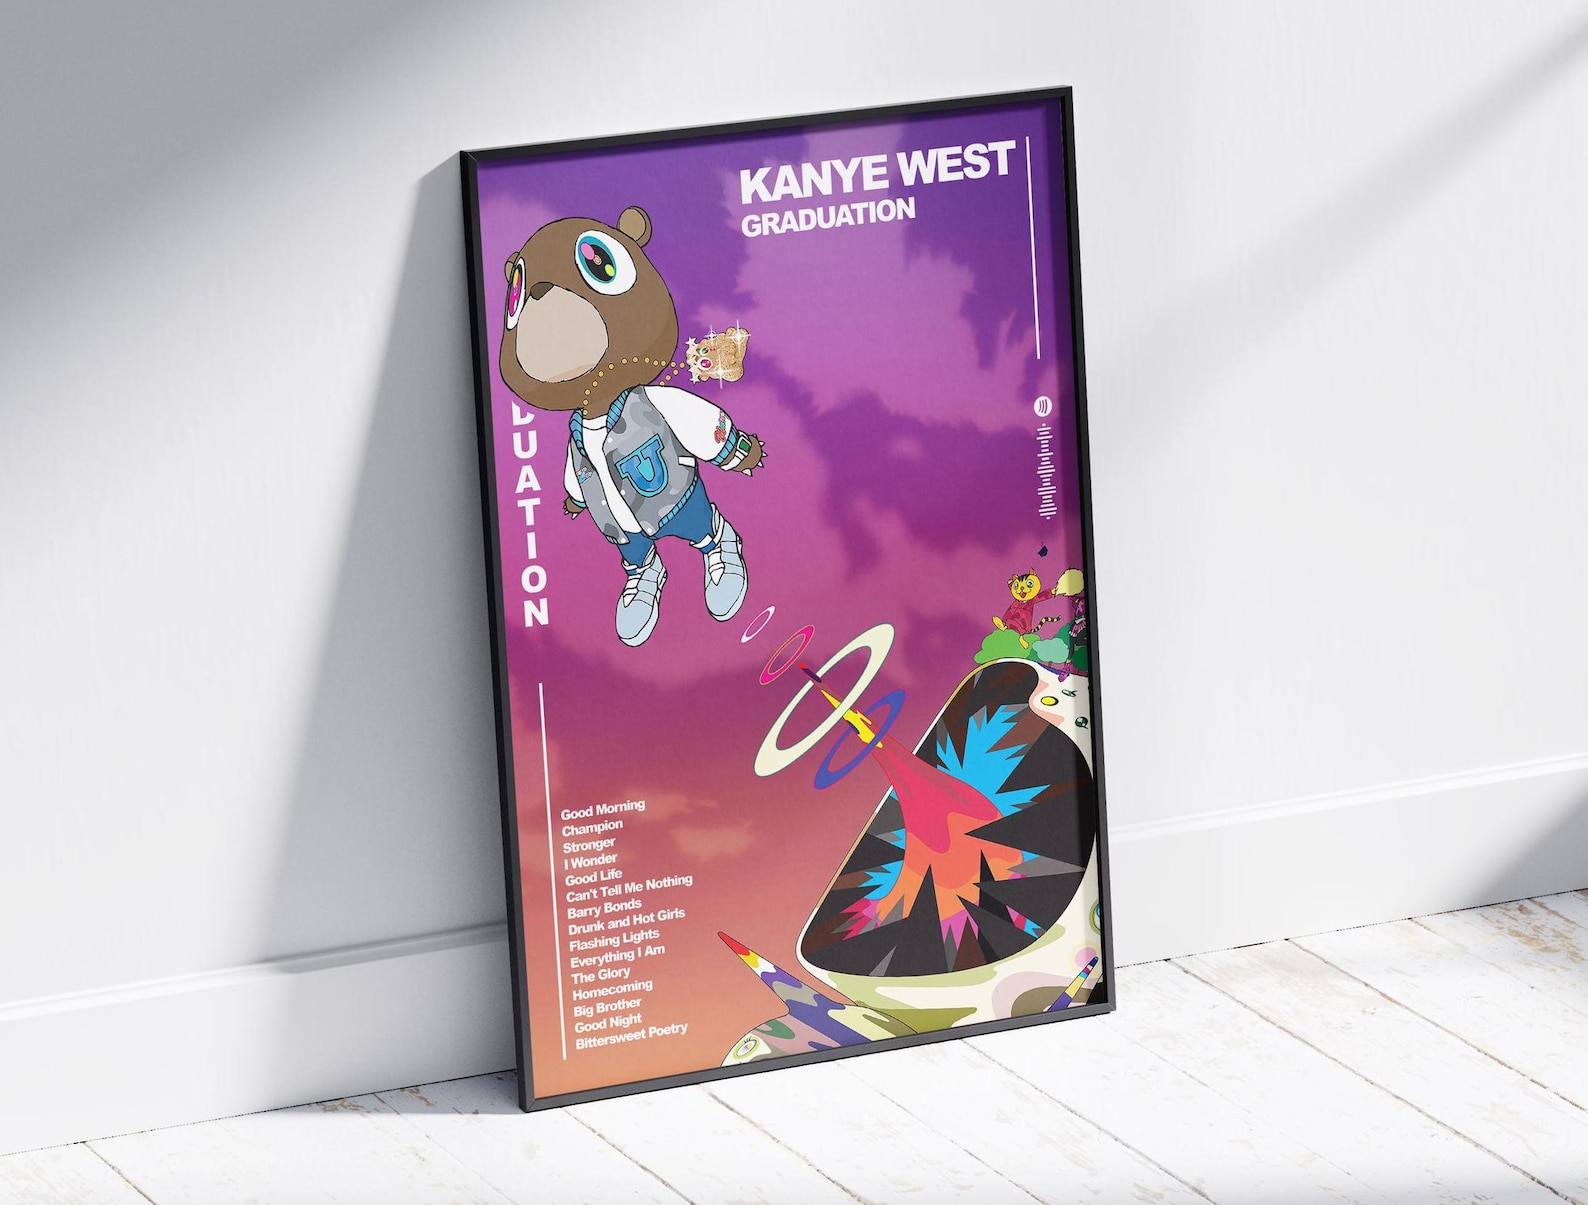 KANYE WEST
GRADUATION
DUATION
U
Good Morning
Champion
Stronger
I Wonder
Good Life
Can't Tell Me Nothing
Barry Bonds
Drunk and Hot Girls
Flashing Lights
Everything I Am
The Glory
Homecoming
Big Brother
Good Night
Bittersweet Poetry